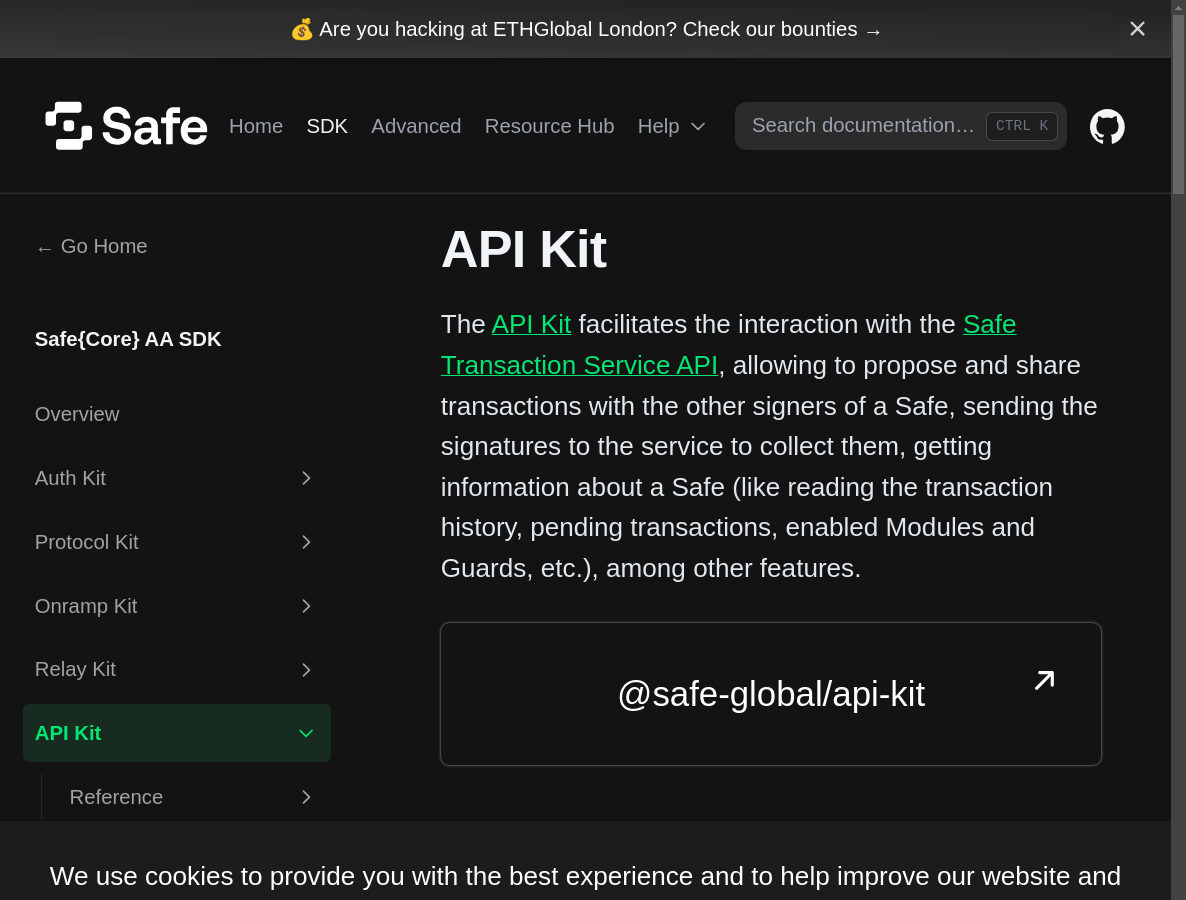 💰 Are you hacking at ETHGlobal London? Check our bounties →
Safe
Home SDK Advanced Resource Hub Help
Search documentation… CTRL K
← Go Home
Safe{Core} AA SDK
Overview
Auth Kit
Protocol Kit
Onramp Kit
Relay Kit
API Kit
Reference
API Kit
The API Kit facilitates the interaction with the Safe
Transaction Service API, allowing to propose and share
transactions with the other signers of a Safe, sending the
signatures to the service to collect them, getting
information about a Safe (like reading the transaction
history, pending transactions, enabled Modules and
Guards, etc.), among other features.
@safe-global/api-kit
We use cookies to provide you with the best experience and to help improve our website and